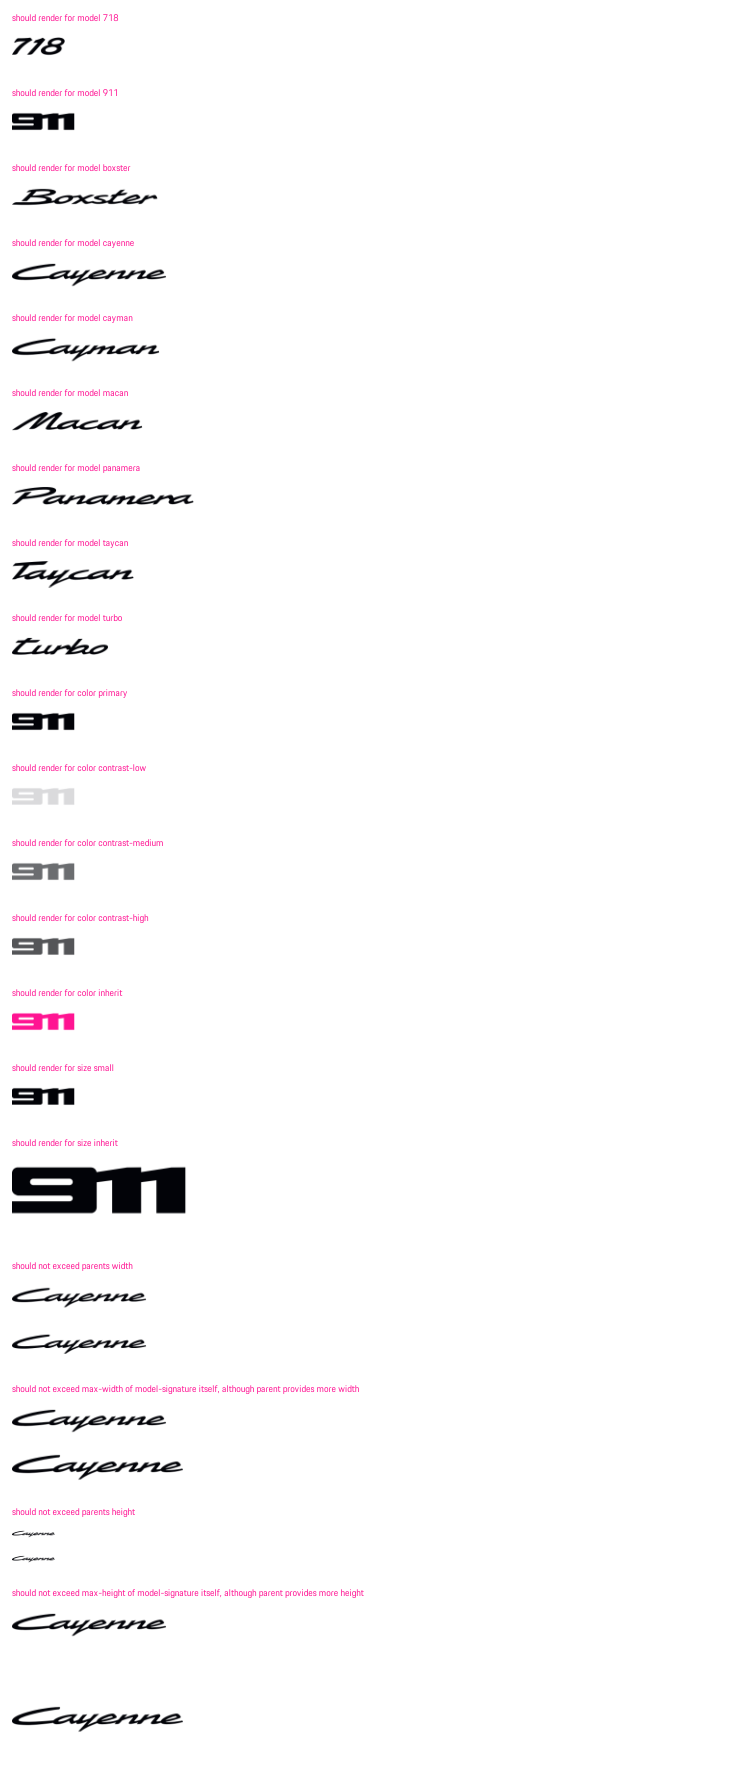 should render for model 718
718
should render for model 911
911
should render for model boxster
Boxster
should render for model cayenne
Cayenne
should render for model cayman
Cayman
should render for model macan
Macan
should render for model panamera
Panamera
should render for model taycan
Taycan
should render for model turbo
turbo
should render for color primary
911
should render for color contrast-low
911
should render for color contrast-medium
911
should render for color contrast-high
911
should render for color inherit
911
should render for size small
911
should render for size inherit
911
should not exceed parents width
Cayenne
Cayenne
should not exceed max-width of model-signature itself, although parent provides more width
Cayenne
Cayenne
should not exceed parents height
Cayenne
Cayenne
should not exceed max-height of model-signature itself, although parent provides more height
Cayenne
Cayenne